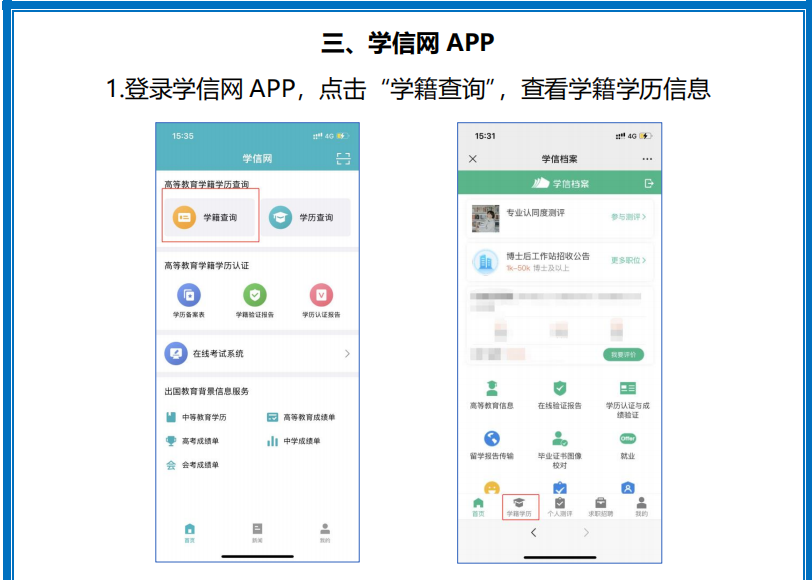 三、学信网 APP
1.登录学信网 APP，点击“学籍查询”，查看学籍学历信息
15:35
4G
学信网
高等教育学籍学历查询
学籍查询
学历查询
高等教育学籍学历认证
学历备案表
学籍验证报告
学历认证报告
在线考试系统
出国教育背景信息服务
中等教育学历
高等教育成绩单
高考成绩单
中学成绩单
会考成绩单
首页
商城
我的
15:31
4G
学信档案
学信档案
专业认同度测评
参与测评
博士后工作站招收公告
1k-50k 博士及以上
更多职位
我要评价
高等教育信息
在线验证报告
学历认证与成
绩验证
留学报告传输
毕业证书图像
校对
Offer
就业
首页
学籍学历
个人测评
求职招聘
我的